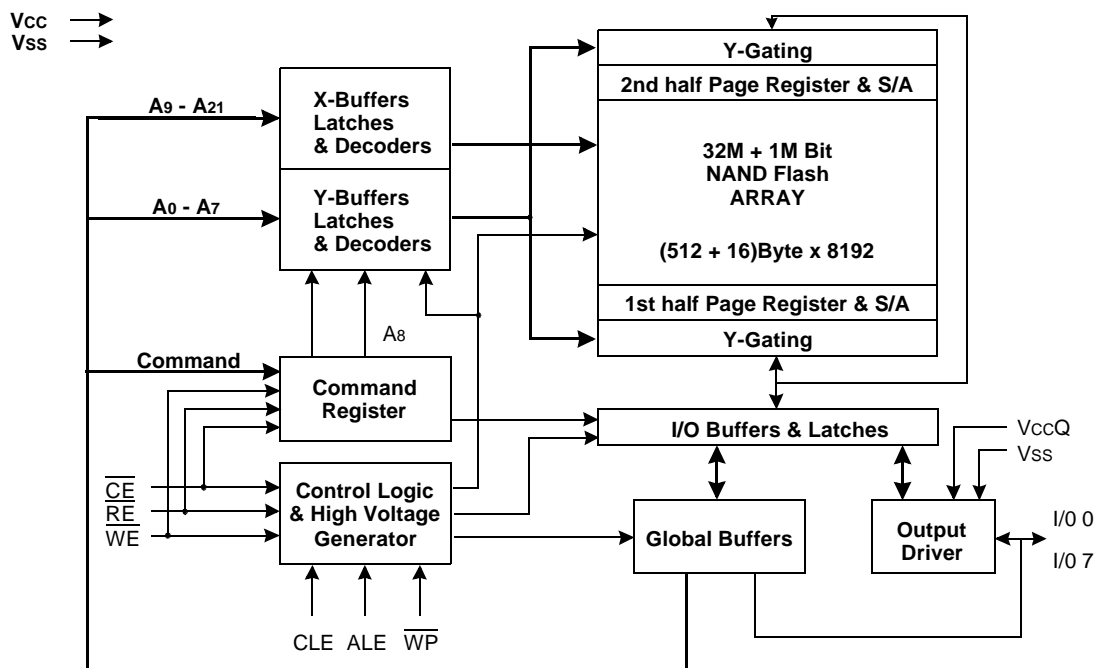 VCC
VSS
A9 - A21
X-Buffers
Latches
& Decoders
A0 - A7
Y-Buffers
Latches
& Decoders
Y-Gating
2nd half Page Register & S/A
32M + 1M Bit
NAND Flash
ARRAY
(512 + 16)Byte x 8192
1st half Page Register & S/A
Y-Gating
A8
Command
Command
Register
I/O Buffers & Latches
VCCQ
VSS
CE
RE
WE
Control Logic
& High Voltage
Generator
Global Buffers
Output
Driver
I/0 0
I/0 7
CLE ALE WP